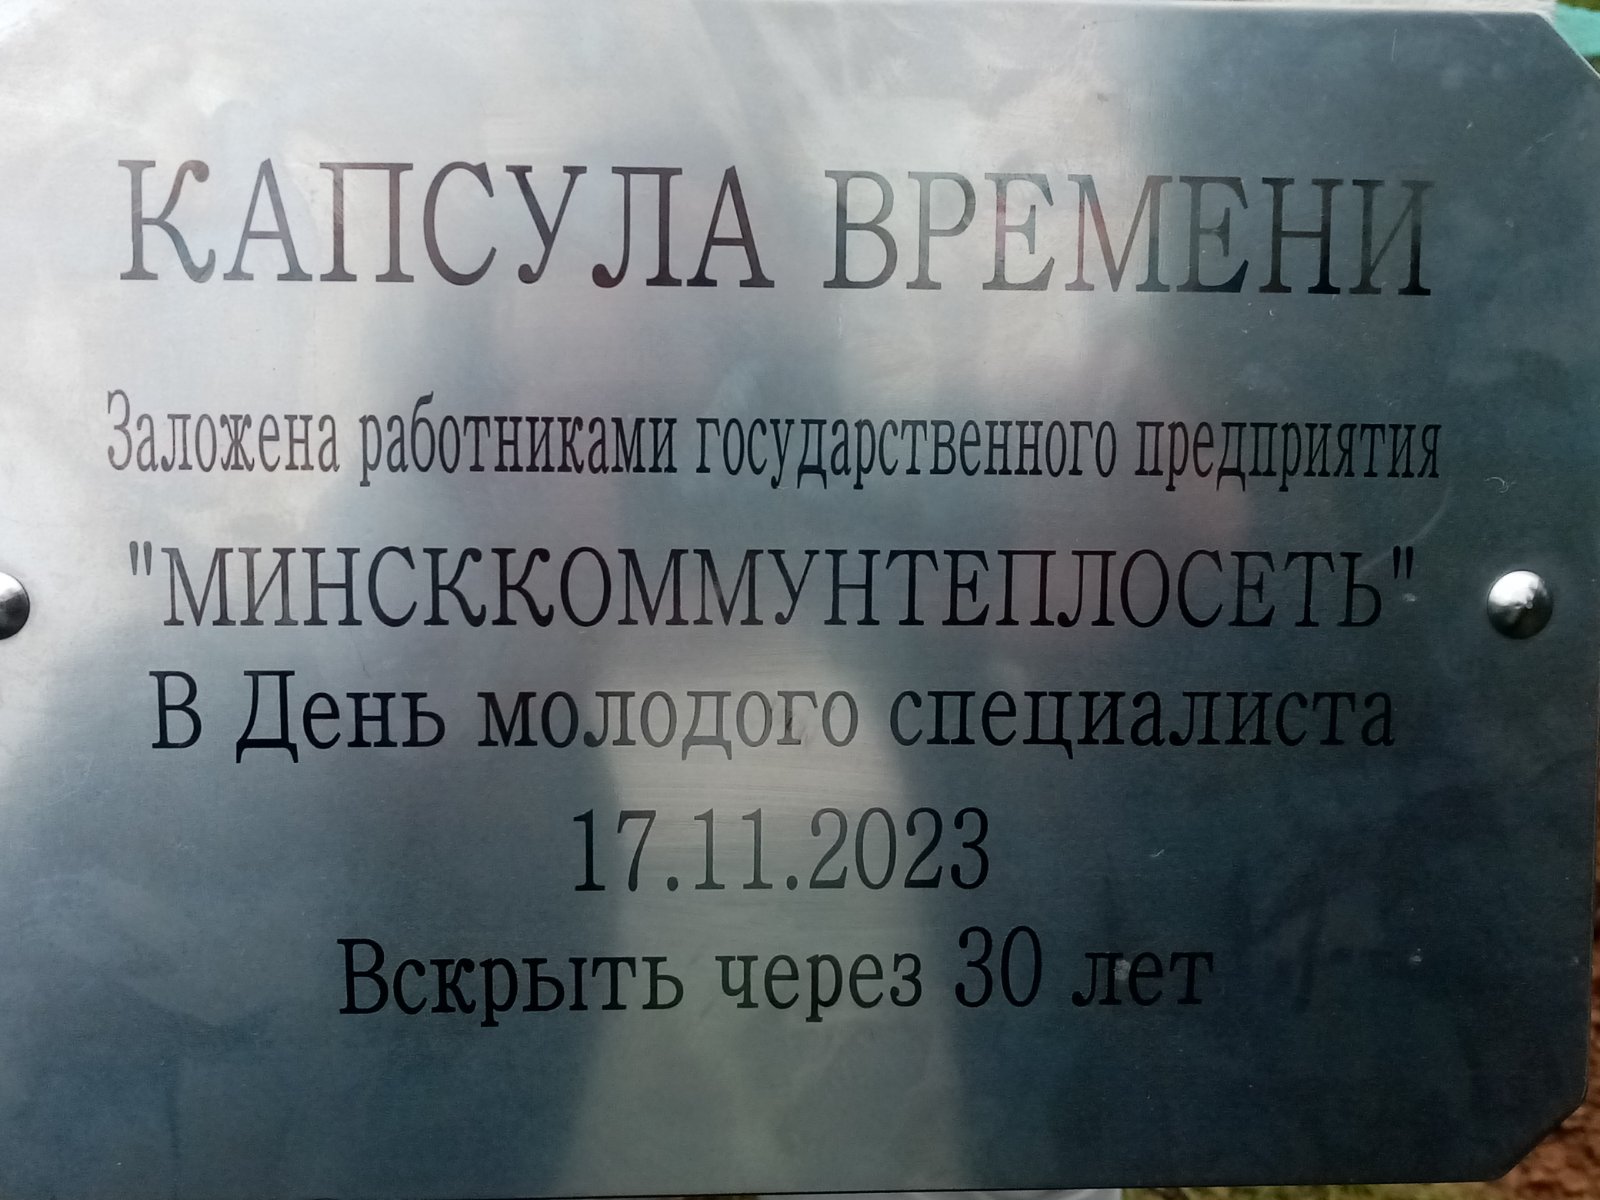 КАПСУЛА ВРЕМЕНИ
Заложена работниками государственного предприятия
"МИНСККОММУНТЕПЛОСЕТЬ"
В День молодого специалиста
17.11.2023
Вскрыть через 30 лет